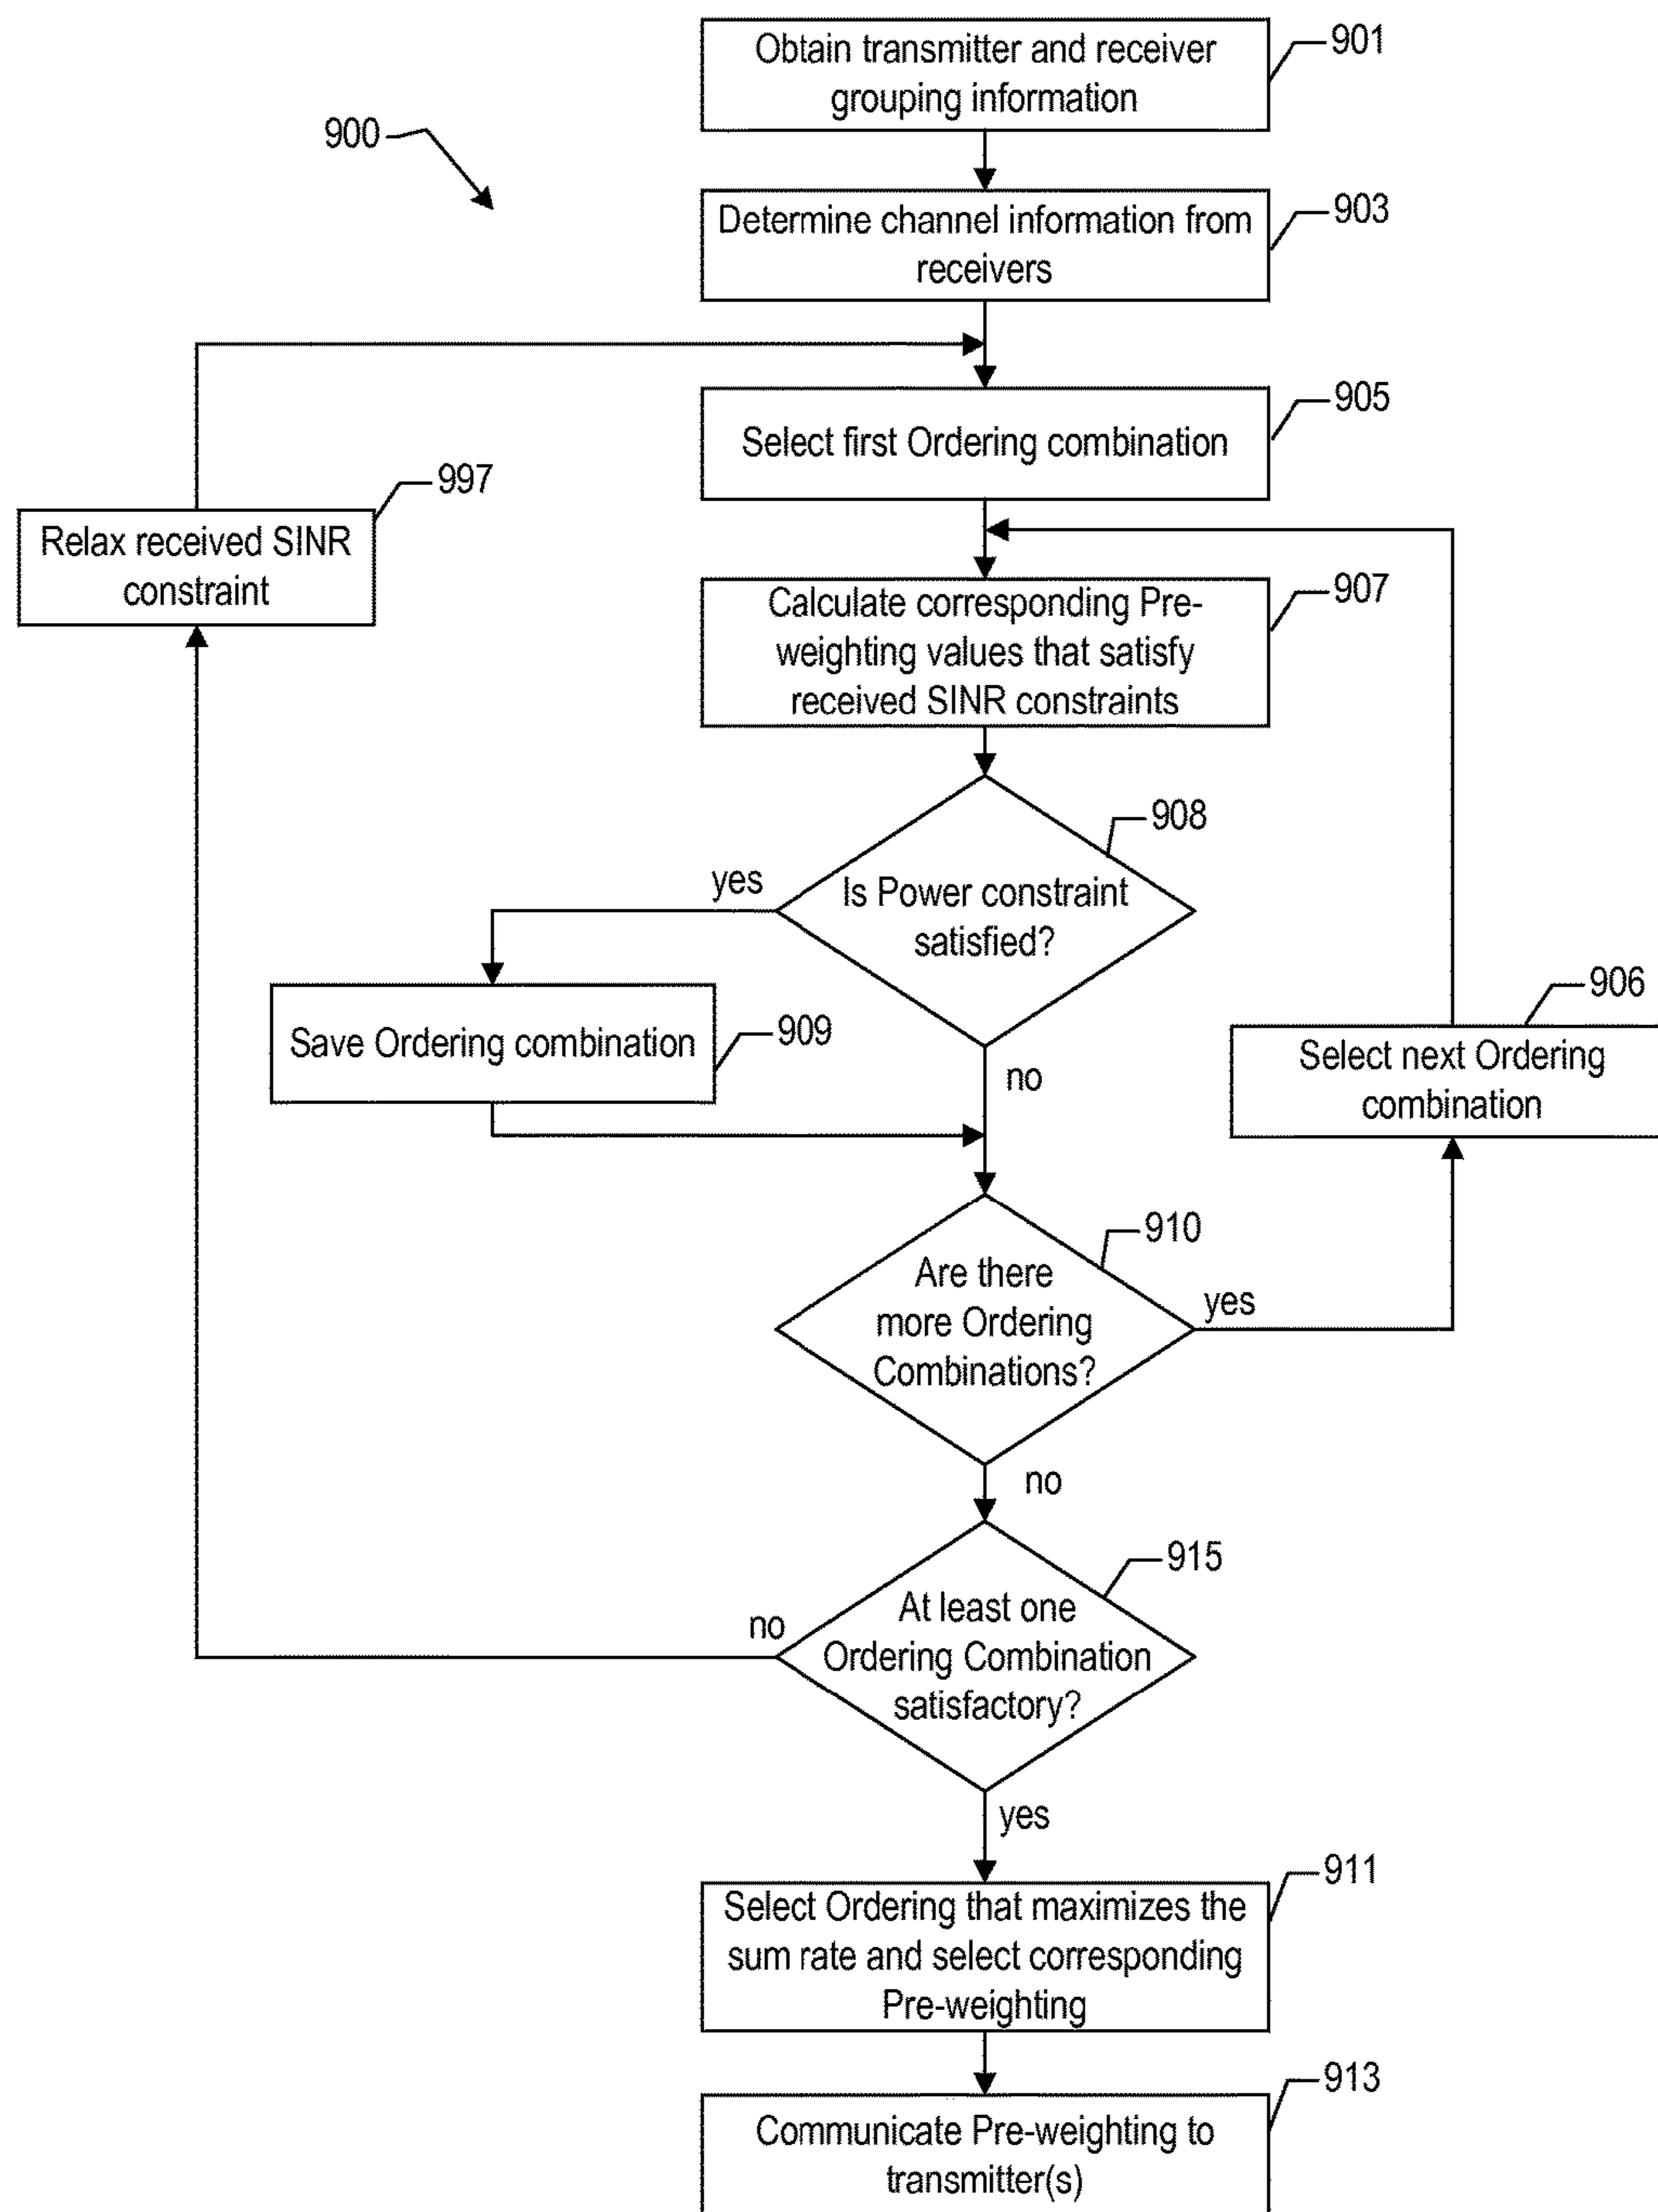 Obtain transmitter and receiver
grouping information
901
900
Determine channel information from
receivers
903
Select first Ordering combination
905
997
Relax received SINR
constraint
Calculate corresponding Pre-
weighting values that satisfy
received SINR constraints
907
908
yes
Is Power constraint
satisfied?
906
Save Ordering combination
909
Select next Ordering
combination
no
910
Are there
more Ordering
Combinations?
yes
no
915
At least one
Ordering Combination
satisfactory?
no
yes
911
Select Ordering that maximizes the
sum rate and select corresponding
Pre-weighting
913
Communicate Pre-weighting to
transmitter(s)